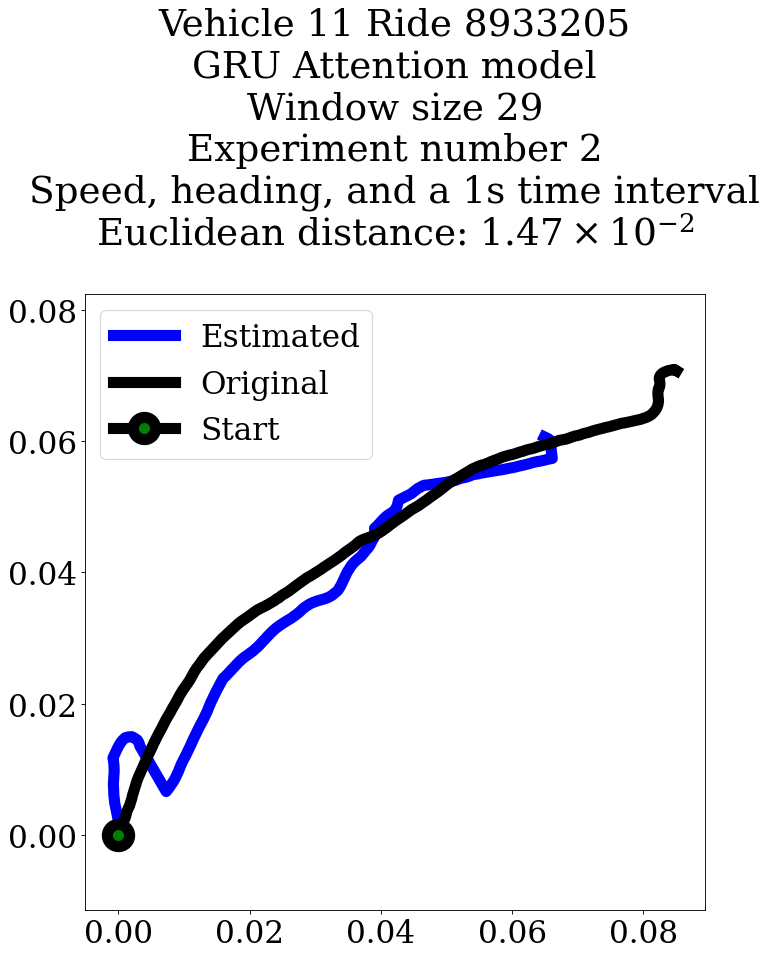 Vehicle 11 Ride 8933205
GRU Attention model
Window size 29
Experiment number 2
Speed, heading, and a 1s time interval
Euclidean distance: 1.47 × 10⁻²
0.08
0.06
0.04
0.02
0.00
Estimated
Original
Start
0.00 0.02 0.04 0.06 0.08